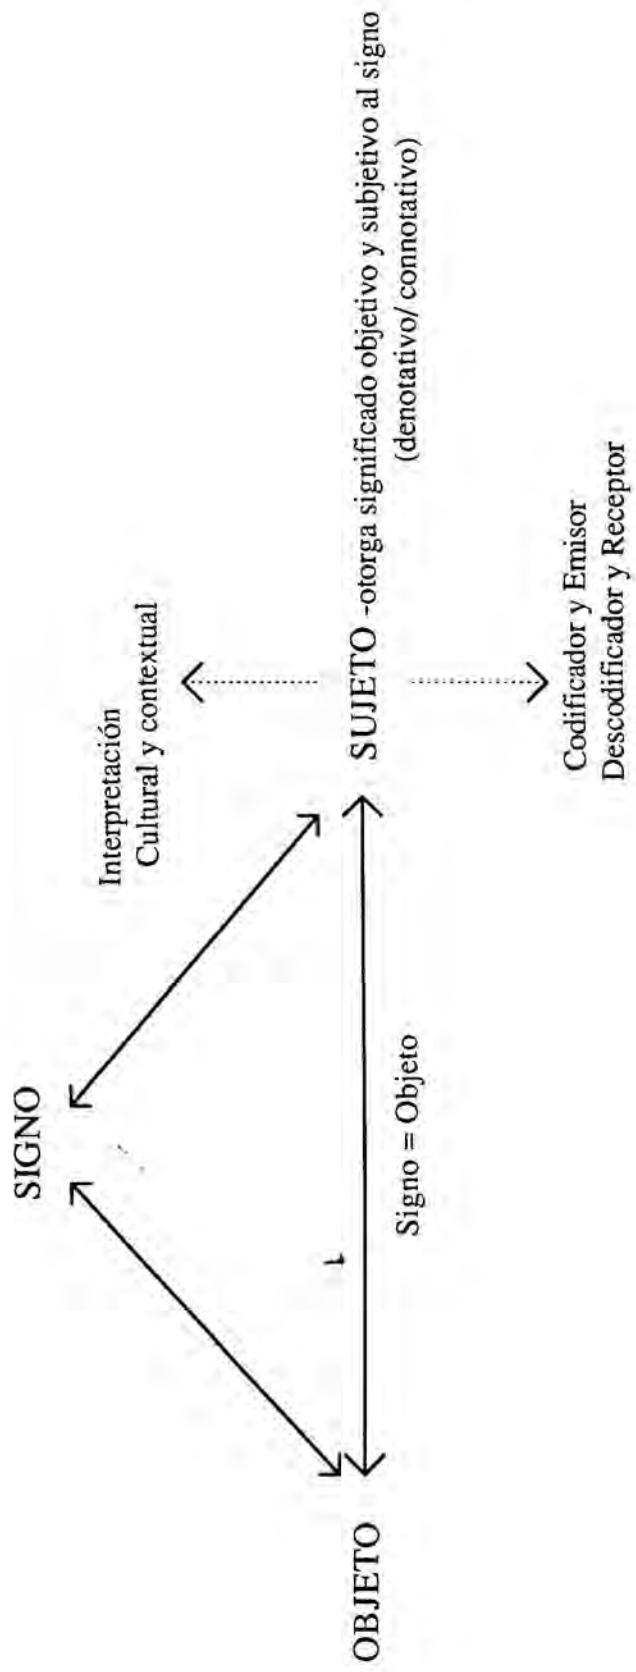 SIGNO
Interpretación
Cultural y contextual
OBJETO
SUJETO -otorga significado objetivo y subjetivo al signo
(denotativo/ connotativo)
Signo = Objeto
Codificador y Emisor
Descodificador y Receptor